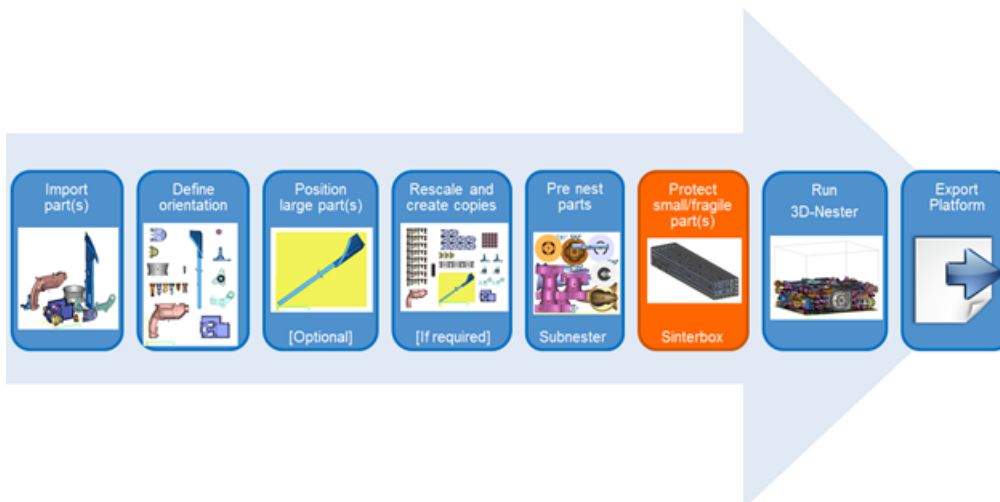 Import
part(s)
Define
orientation
Position
large part(s)
[Optional]
Rescale and
create copies
[If required]
Pre nest
parts
Subnester
Protect
small/fragile
part(s)
Sinterbox
Run
3D-Nester
Export
Platform